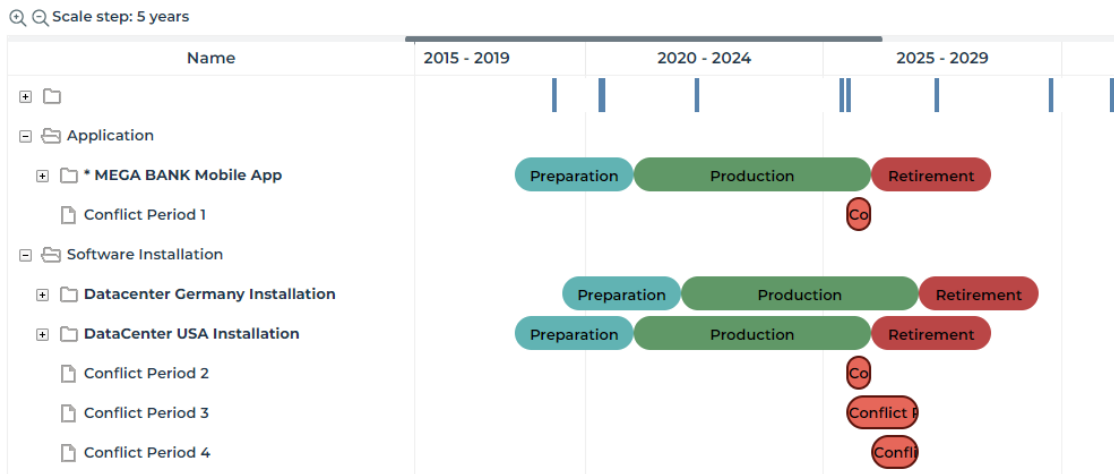 Scale step: 5 years
Name 2015 - 2019 2020 - 2024 2025 - 2029
Application
* MEGA BANK Mobile App Preparation Production Retirement
Conflict Period 1 Co
Software Installation
Datacenter Germany Installation Preparation Production Retirement
DataCenter USA Installation Preparation Production Retirement
Conflict Period 2 Co
Conflict Period 3 Conflict P
Conflict Period 4 Confli